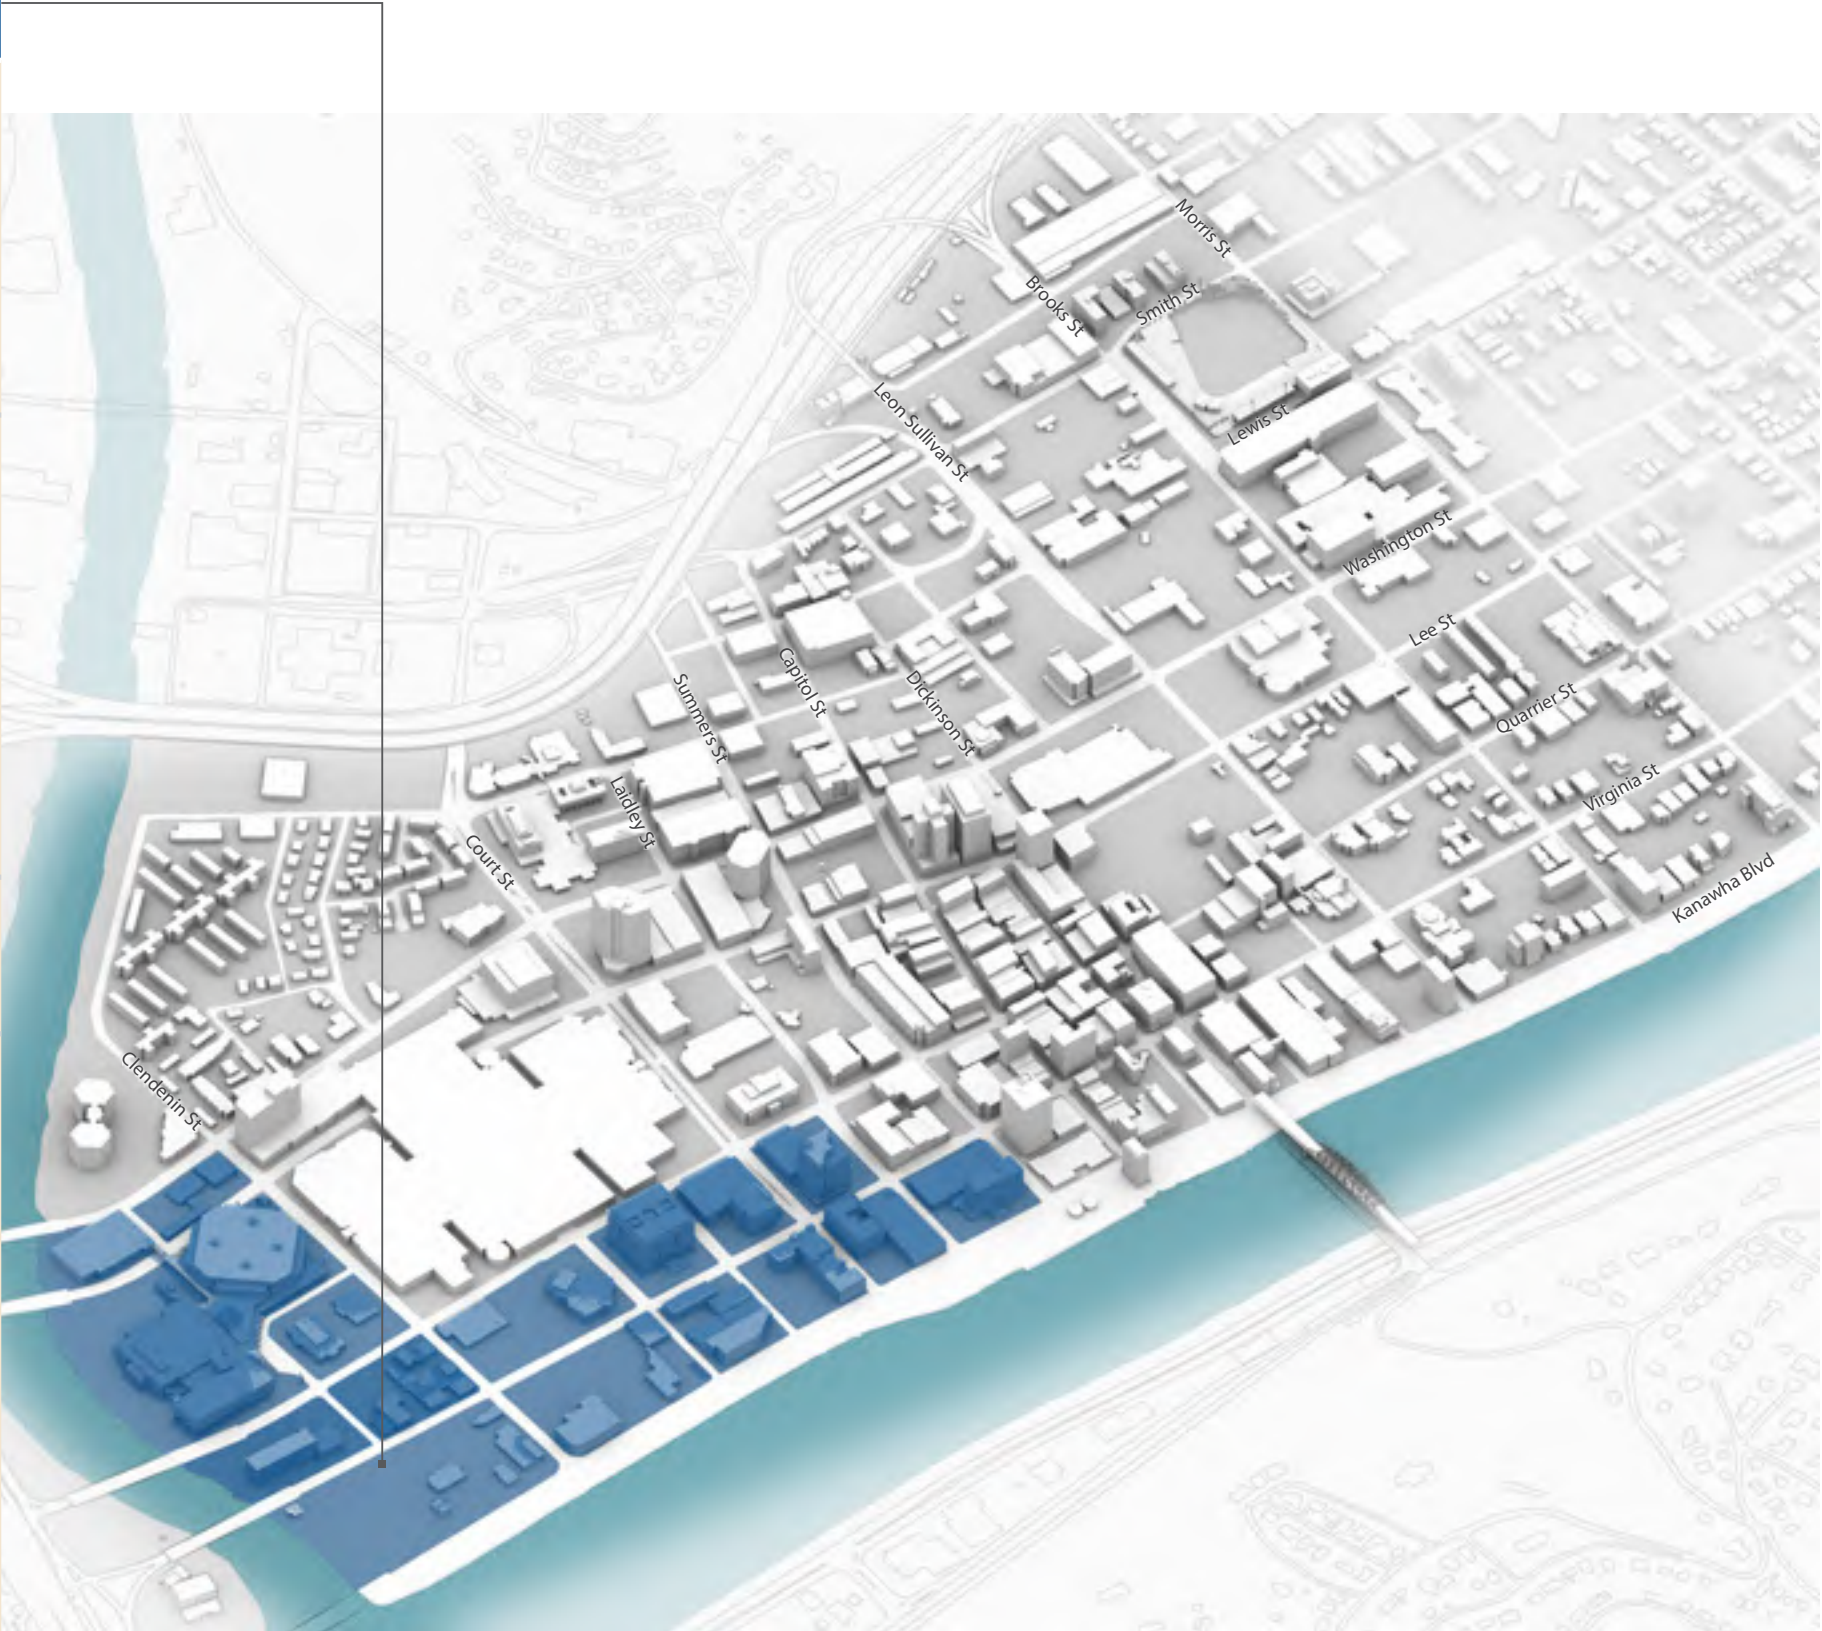 Morris St
Brooks St
Smith St
Leon Sullivan St
Lewis St
Washington St
Lee St
Capitol St
Summers St
Dickinson St
Quarrier St
Laidley St
Virginia St
Court St
Kanawha Blvd
Clendenin St